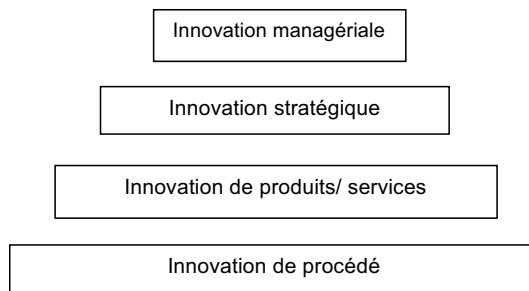 Innovation managériale
Innovation stratégique
Innovation de produits/ services
Innovation de procédé